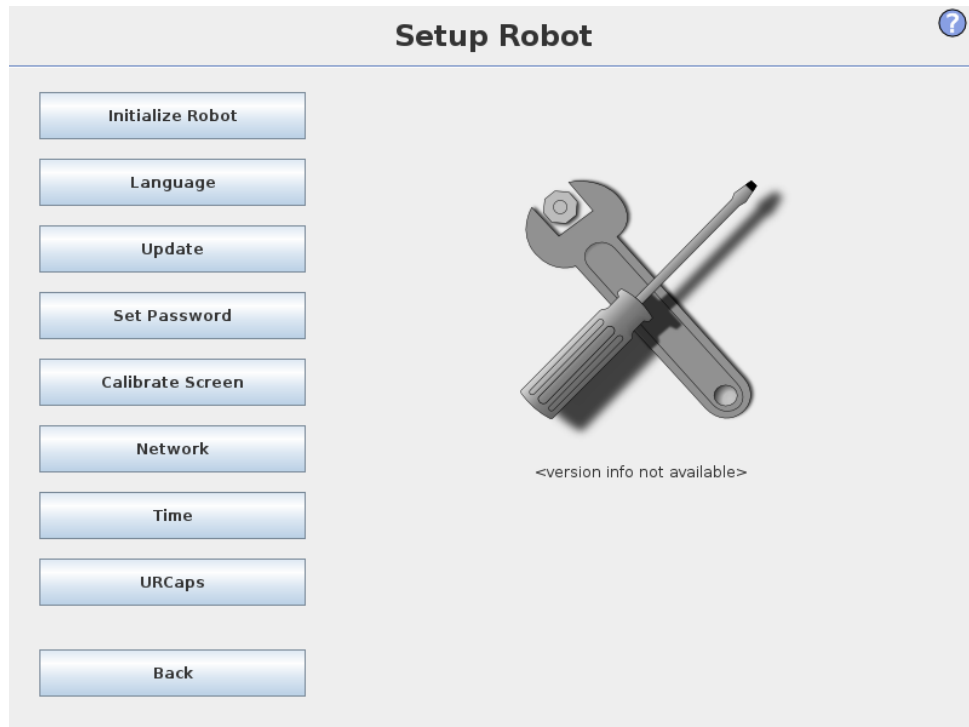 Setup Robot
?
Initialize Robot
Language
Update
Set Password
Calibrate Screen
Network
Time
URCaps
Back
<version info not available>